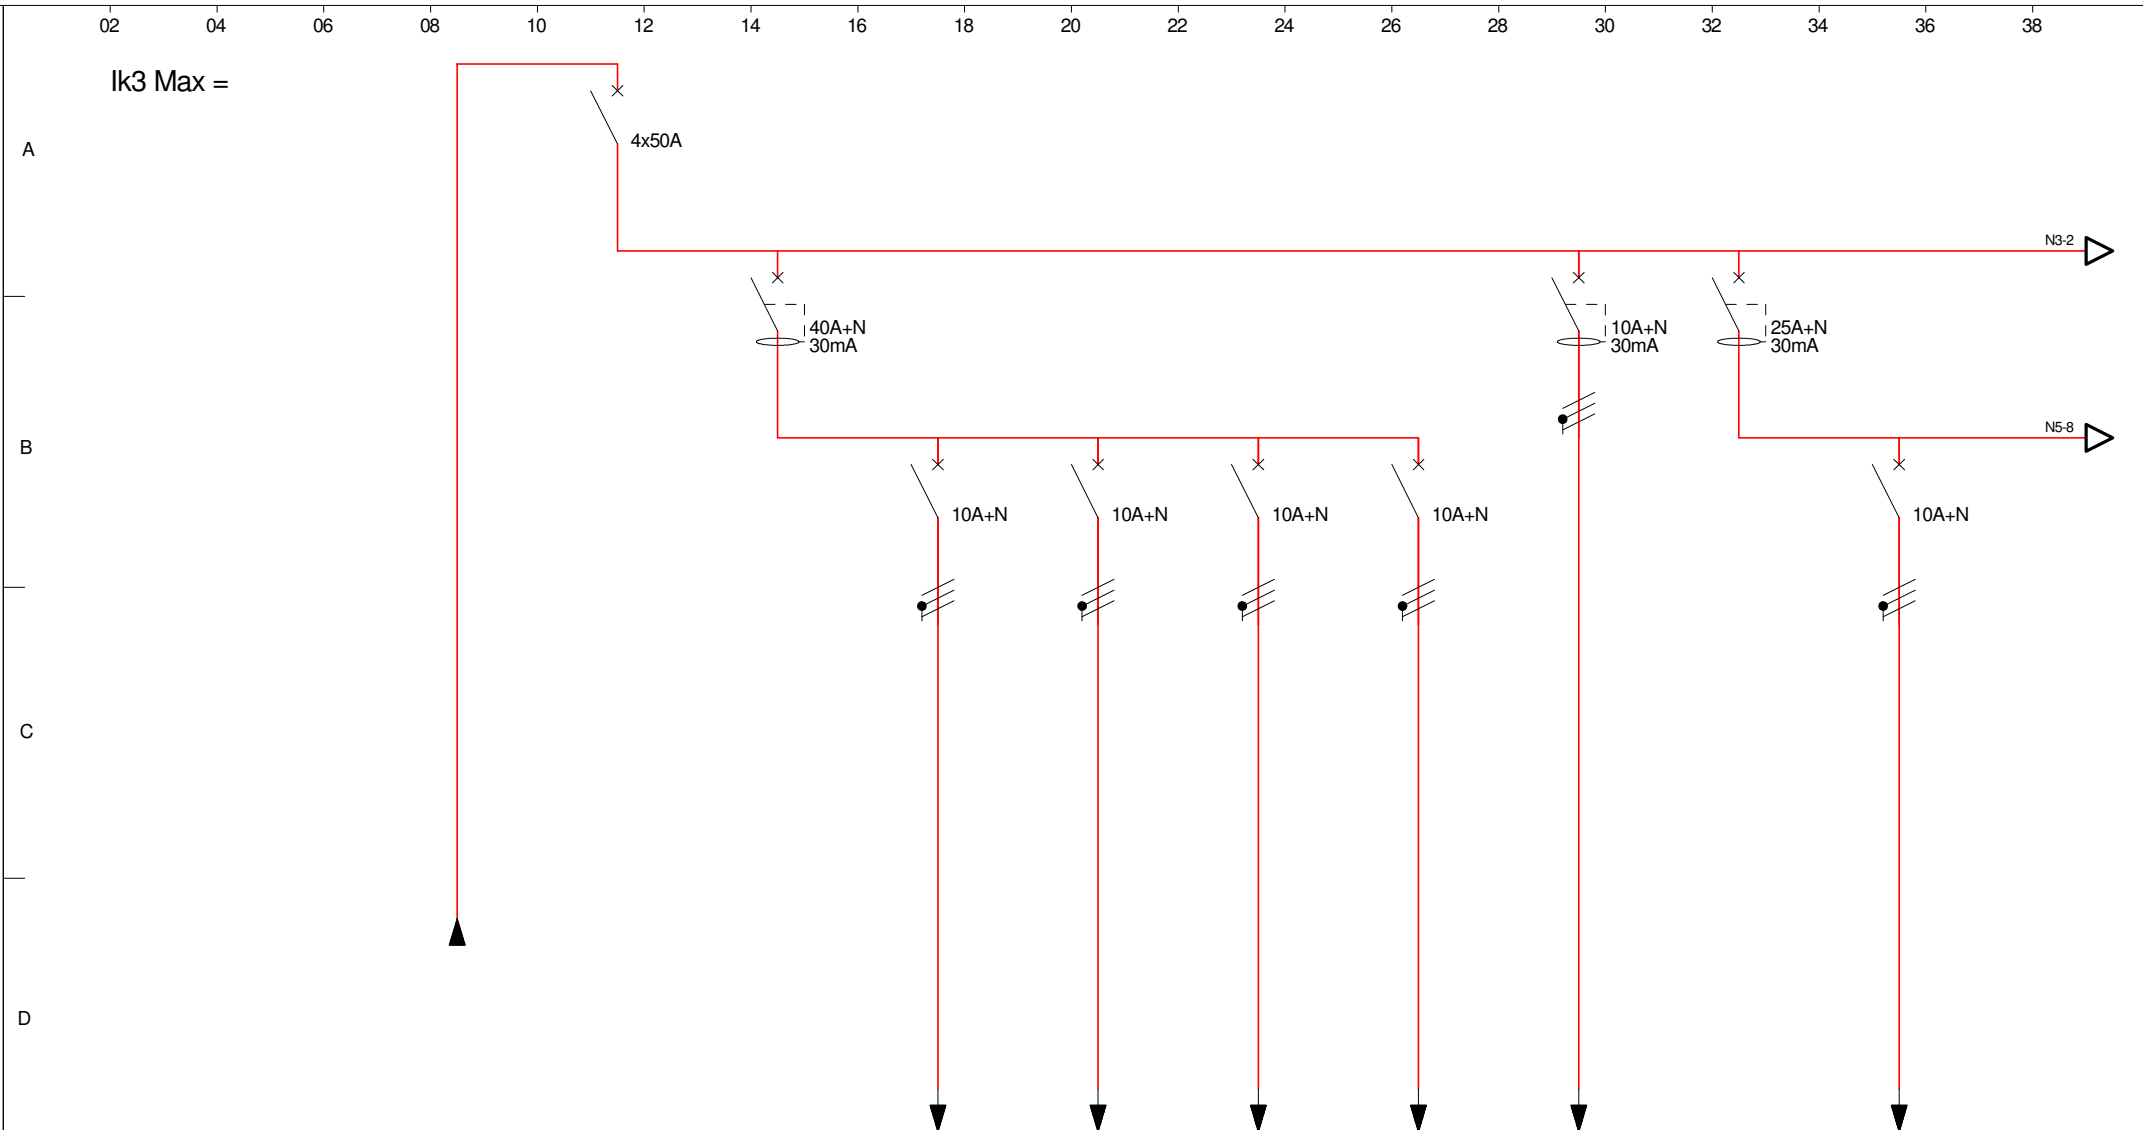 02 04 06 08 10 12 14 16 18 20 22 24 26 28 30 32 34 36 38
Ik3 Max =
4x50A
A
N3-2
40A+N
30mA
10A+N
30mA
25A+N
30mA
N5-8
B
10A+N 10A+N 10A+N 10A+N 10A+N
C
D